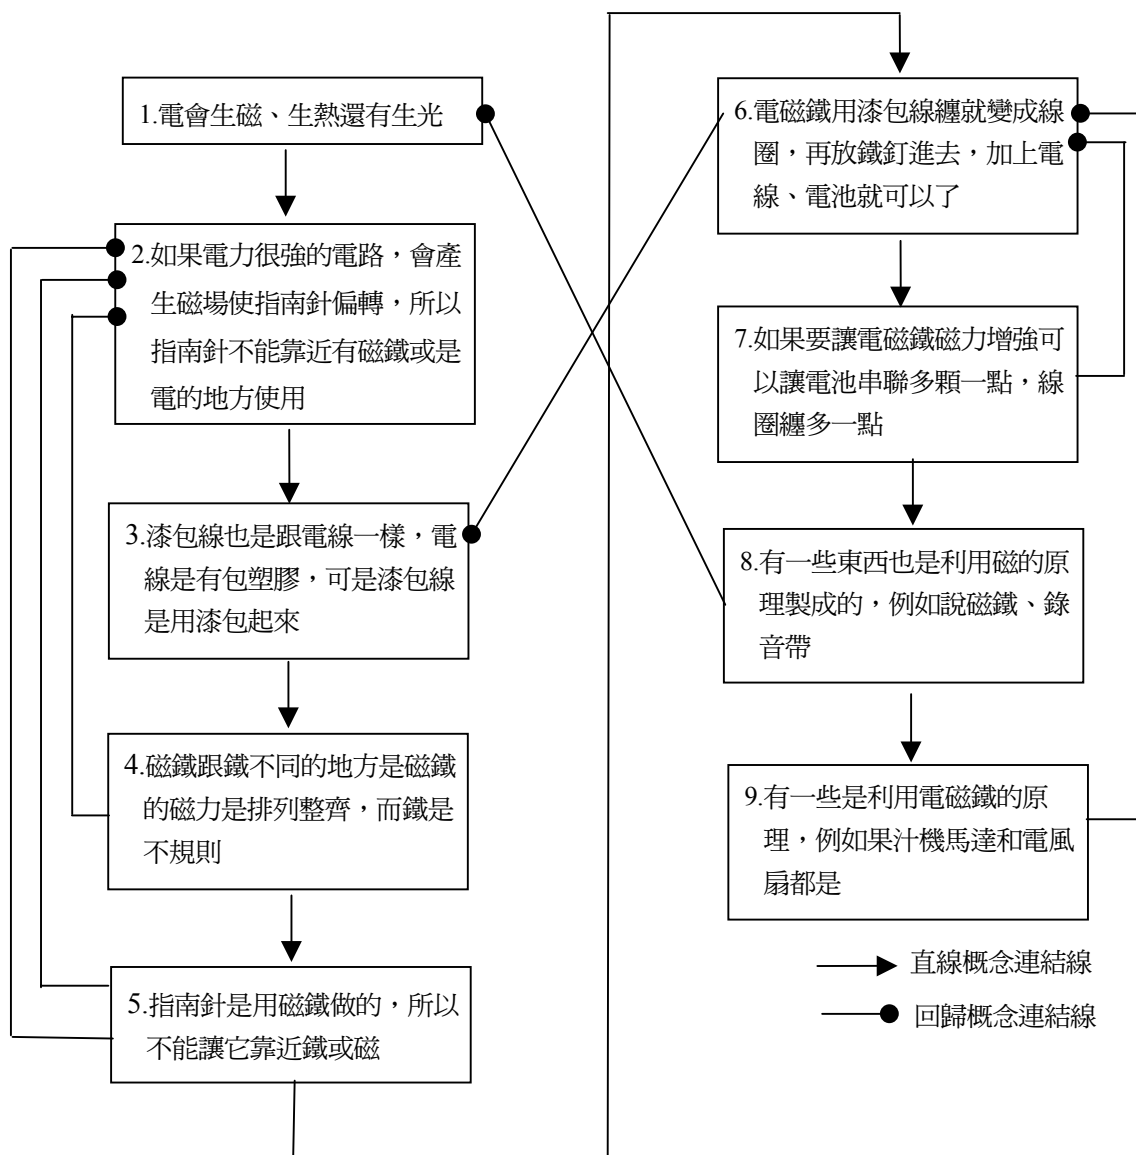 1.電會生磁、生熱還有生光
2.如果電力很強的電路，會產
生磁場使指南針偏轉，所以
指南針不能靠近有磁鐵或是
電的地方使用
3.漆包線也是跟電線一樣，電
線是有包塑膠，可是漆包線
是用漆包起來
4.磁鐵跟鐵不同的地方是磁鐵
的磁力是排列整齊，而鐵是
不規則
5.指南針是用磁鐵做的，所以
不能讓它靠近鐵或磁
6.電磁鐵用漆包線纏就變成線
圈，再放鐵釘進去，加上電
線、電池就可以了
7.如果要讓電磁鐵磁力增強可
以讓電池串聯多顆一點，線
圈纏多一點
8.有一些東西也是利用磁的原
理製成的，例如說磁鐵、錄
音帶
9.有一些是利用電磁鐵的原
理，例如果汁機馬達和電風
扇都是
直線概念連結線
回歸概念連結線